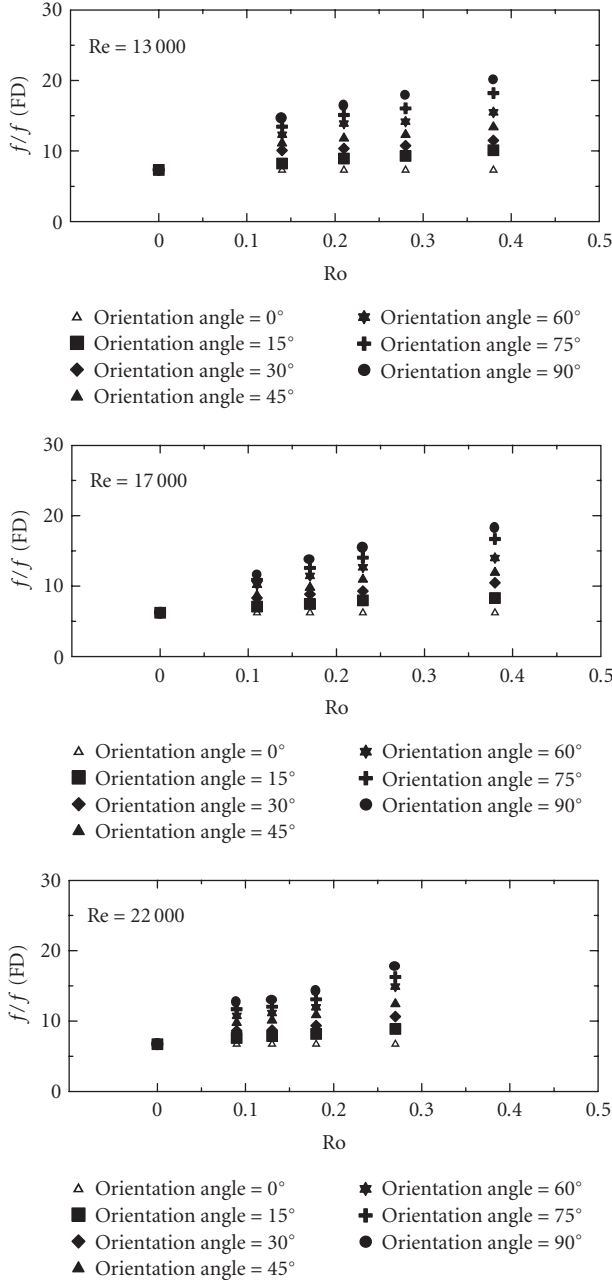 30
Re = 13 000
20
f/f (FD)
10
0
0 0.1 0.2 0.3 0.4 0.5
Ro
Orientation angle = 0° Orientation angle = 60°
Orientation angle = 15° Orientation angle = 75°
Orientation angle = 30° Orientation angle = 90°
Orientation angle = 45°
30
Re = 17 000
20
f/f (FD)
10
0
0 0.1 0.2 0.3 0.4 0.5
Ro
Orientation angle = 0° Orientation angle = 60°
Orientation angle = 15° Orientation angle = 75°
Orientation angle = 30° Orientation angle = 90°
Orientation angle = 45°
30
Re = 22 000
20
f/f (FD)
10
0
0 0.1 0.2 0.3 0.4 0.5
Ro
Orientation angle = 0° Orientation angle = 60°
Orientation angle = 15° Orientation angle = 75°
Orientation angle = 30° Orientation angle = 90°
Orientation angle = 45°